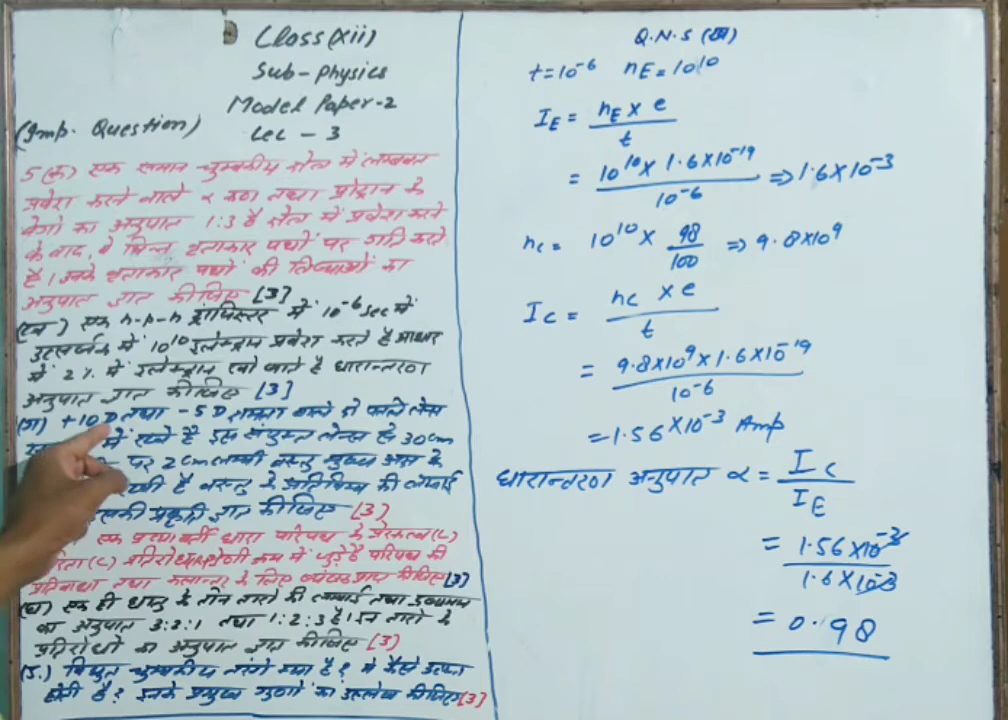 Class (xii)
Sub-Physics
Model Paper-2
(Imp. Question) Lec - 3
5 (क) एक समान चुम्बकीय क्षेत्र में लम्बवत
प्रवेश करने वाले α कण तथा प्रोट्रान के
वेगो का अनुपात 1:3 है क्षेत्र में प्रवेश करने
के बाद, वे भिन्न वृताकार पथों पर गति करते
है। उनके वृताकार पथों की त्रिज्याओं का
अनुपात ज्ञात कीजिए [3]
(ख) एक n-p-n ट्रांजिस्टर में 10⁻⁶ sec में
उत्सर्जक में 10¹⁰ इलेक्ट्रान प्रवेश करते है आधार
में 2 % में इलेक्ट्रान खो जाते है धारान्तरण
अनुपात ज्ञात कीजिए [3]
(ग) +10 D तथा -5 D क्षमता वाले दो पतले लेन्स
में रखे है इस संयुक्त लेन्स से 30cm
पर 2cm लम्बी वस्तु मुख्य अक्ष के
रखी है वस्तु के प्रतिबिम्ब की लम्बाई
प्रकृति ज्ञात कीजिए [3]
एक प्रत्यावर्ती धारा परिपथ के प्रेरकत्व (L)
(C) प्रतिरोध श्रेणी क्रम में जुड़े है परिपथ की
प्रतिबाधा तथा कलान्तर के लिए व्यंजक प्राप्त कीजिए [3]
(घ) एक ही धातु के तीन तारो की लम्बाई तथा द्रव्यमान
का अनुपात 3:2:1 तथा 1:2:3 है। इन तारो के
प्रतिरोधो का अनुपात ज्ञात कीजिए [3]
(5.) विद्युत चुम्बकीय तरंगे क्या है? ये कैसे उत्पन्न
होती है? इनके प्रमुख गुणों का उल्लेख कीजिए [3]
Q.N.5 (ख)
t = 10⁻⁶ nE = 10¹⁰
IE = nE × e / t
= 10¹⁰ × 1.6×10⁻¹⁹ / 10⁻⁶ ⇒ 1.6×10⁻³
nc = 10¹⁰ × 98/100 ⇒ 9.8×10⁹
Ic = nc × e / t
= 9.8×10⁹ × 1.6×10⁻¹⁹ / 10⁻⁶
= 1.56×10⁻³ Amp
धारान्तरण अनुपात α = Ic / IE
= 1.56×10⁻³ / 1.6×10⁻³
= 0.98